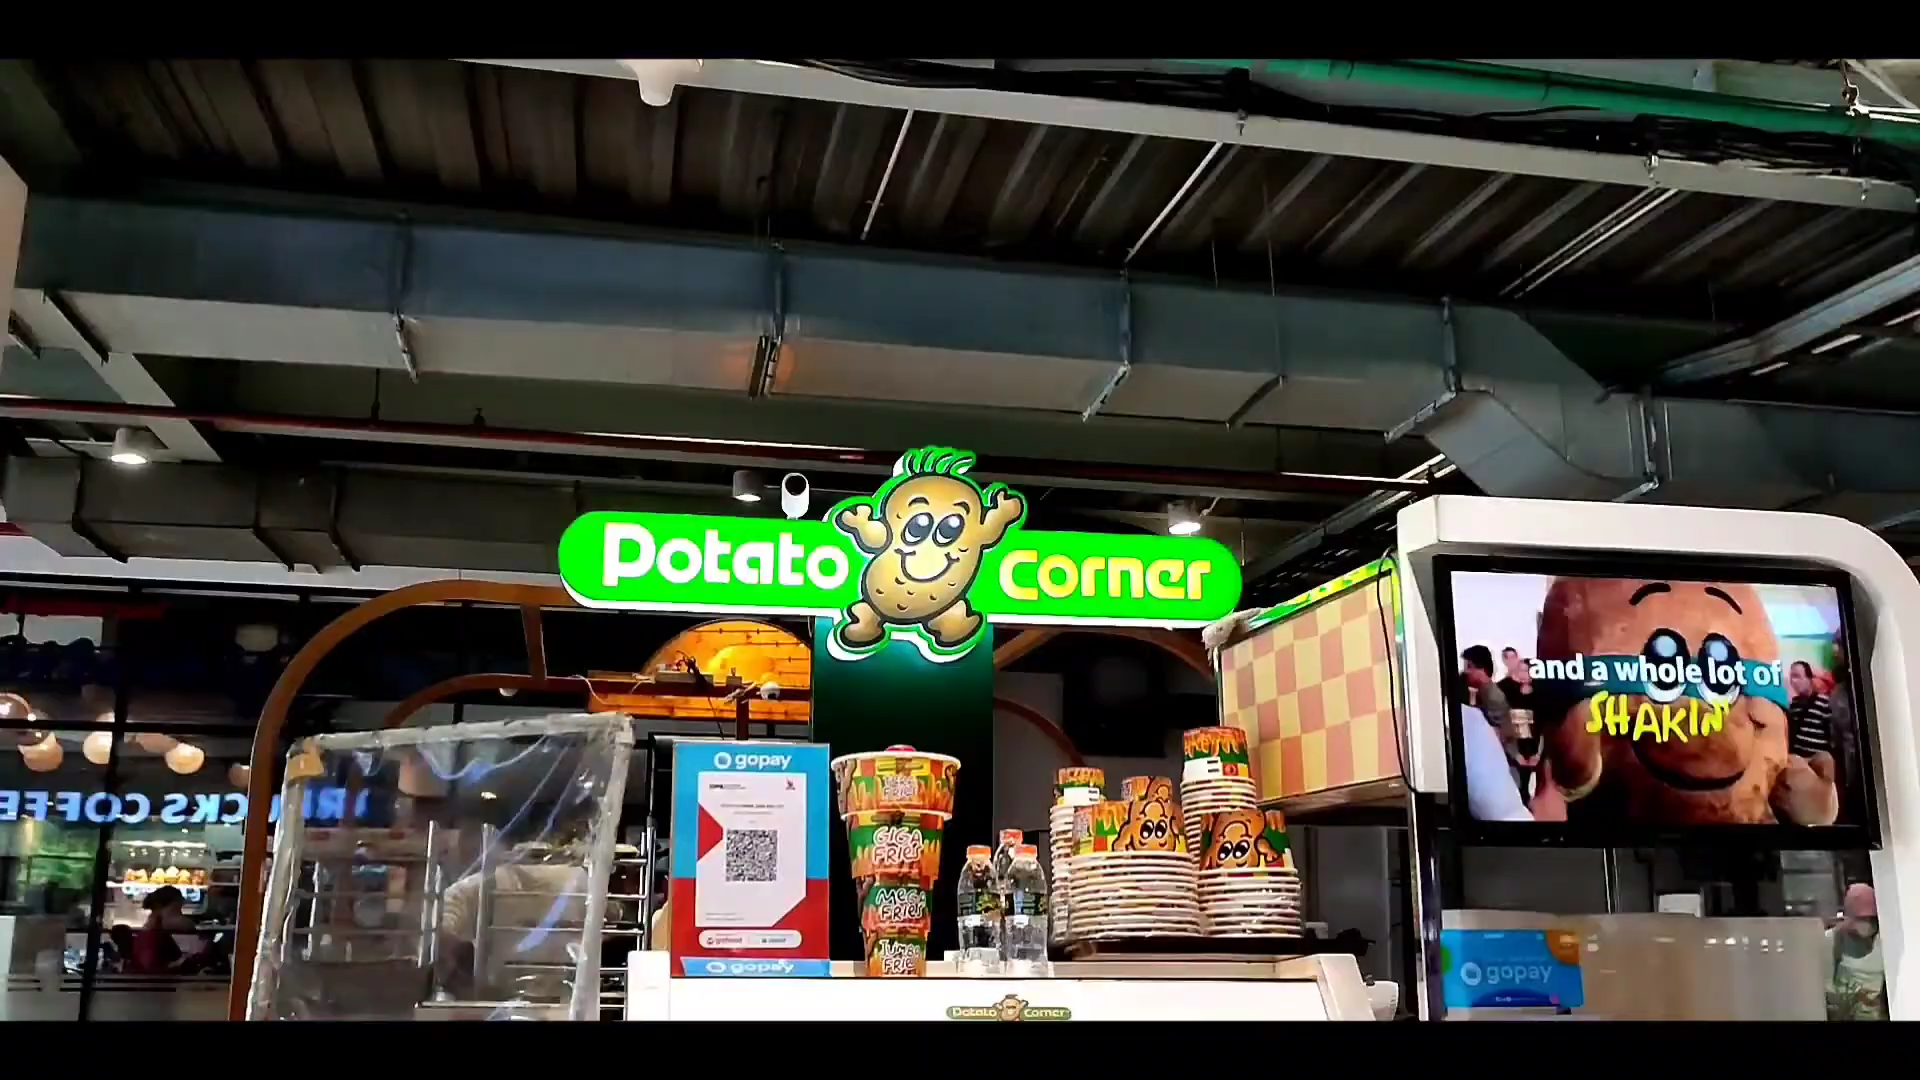 Potato Corner
and a whole lot of
SHAKIN'
RBUCKS COFFE
gopay
GIGA
FRIES
MEGA
FRIES
JUMBO
FRIES
gopay
gopay
Potato Corner